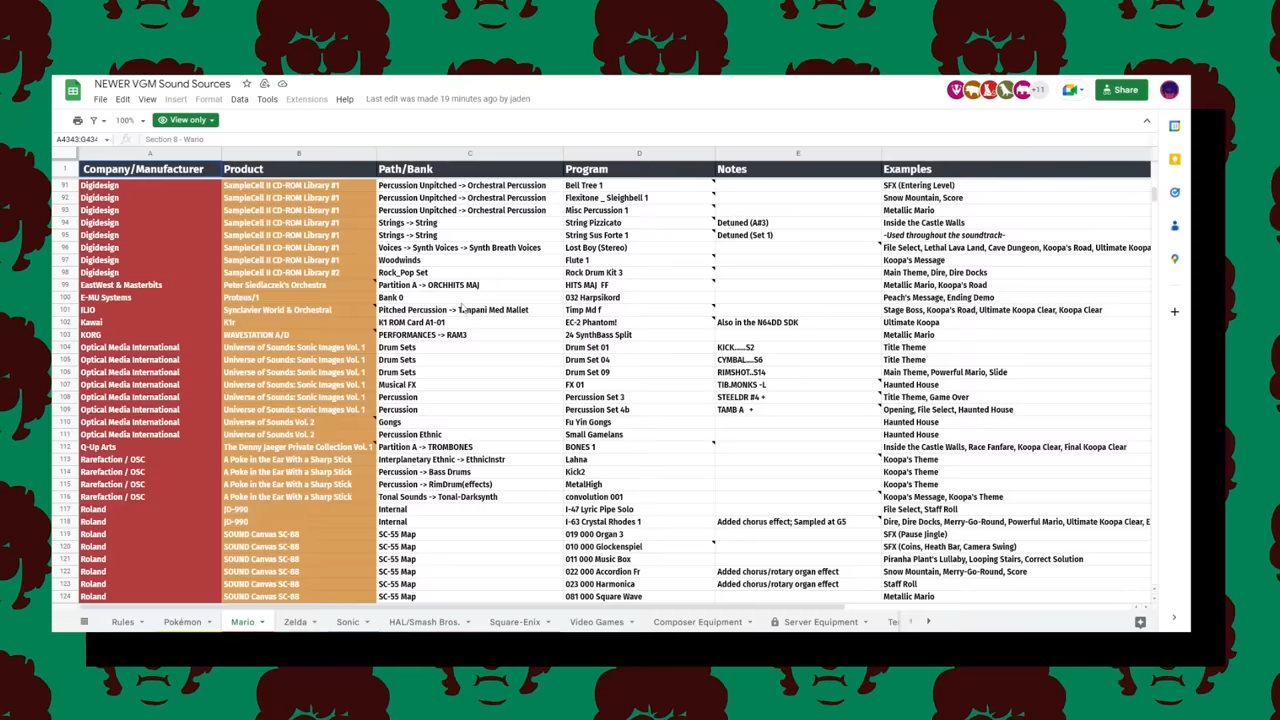 NEWER VGM Sound Sources
File Edit View Insert Format Data Tools Extensions Help Last edit was made 19 minutes ago by jaden
+11
Share
100% View only
A4343:G434 fx Section 8 - Wario
A B C D E
1 Company/Manufacturer Product Path/Bank Program Notes Examples
91 Digidesign SampleCell II CD-ROM Library #1 Percussion Unpitched -> Orchestral Percussion Bell Tree 1 SFX (Entering Level)
92 Digidesign SampleCell II CD-ROM Library #1 Percussion Unpitched -> Orchestral Percussion Flexitone _ Sleighbell 1 Snow Mountain, Score
93 Digidesign SampleCell II CD-ROM Library #1 Percussion Unpitched -> Orchestral Percussion Misc Percussion 1 Metallic Mario
94 Digidesign SampleCell II CD-ROM Library #1 Strings -> String String Pizzicato Detuned (A#3) Inside the Castle Walls
95 Digidesign SampleCell II CD-ROM Library #1 Strings -> String String Sus Forte 1 Detuned (Set 1) -Used throughout the soundtrack-
96 Digidesign SampleCell II CD-ROM Library #1 Voices -> Synth Voices -> Synth Breath Voices Lost Boy (Stereo) File Select, Lethal Lava Land, Cave Dungeon, Koopa's Road, Ultimate Koopa
97 Digidesign SampleCell II CD-ROM Library #1 Woodwinds Flute 1 Koopa's Message
98 Digidesign SampleCell II CD-ROM Library #2 Rock_Pop Set Rock Drum Kit 3 Main Theme, Dire, Dire Docks
99 EastWest & Masterbits Peter Siedlaczek's Orchestra Partition A -> ORCHHITS MAJ HITS MAJ FF Metallic Mario, Koopa's Road
100 E-MU Systems Proteus/1 Bank 0 032 Harpsikord Peach's Message, Ending Demo
101 ILIO Synclavier World & Orchestral Pitched Percussion -> Timpani Med Mallet Timp Md f Stage Boss, Koopa's Road, Ultimate Koopa Clear, Koopa Clear
102 Kawai K1r K1 ROM Card A1-01 EC-2 Phantom! Also in the N64DD SDK Ultimate Koopa
103 KORG WAVESTATION A/D PERFORMANCES -> RAM3 24 SynthBass Split Metallic Mario
104 Optical Media International Universe of Sounds: Sonic Images Vol. 1 Drum Sets Drum Set 01 KICK......S2 Title Theme
105 Optical Media International Universe of Sounds: Sonic Images Vol. 1 Drum Sets Drum Set 04 CYMBAL....S6 Title Theme
106 Optical Media International Universe of Sounds: Sonic Images Vol. 1 Drum Sets Drum Set 09 RIMSHOT..S14 Main Theme, Powerful Mario, Slide
107 Optical Media International Universe of Sounds: Sonic Images Vol. 1 Musical FX FX 01 TIB.MONKS -L Haunted House
108 Optical Media International Universe of Sounds: Sonic Images Vol. 1 Percussion Percussion Set 3 STEELDR #4 + Title Theme, Game Over
109 Optical Media International Universe of Sounds: Sonic Images Vol. 1 Percussion Percussion Set 4b TAMB A + Opening, File Select, Haunted House
110 Optical Media International Universe of Sounds Vol. 2 Gongs Fu Yin Gongs Haunted House
111 Optical Media International Universe of Sounds Vol. 2 Percussion Ethnic Small Gamelans Haunted House
112 Q-Up Arts The Denny Jaeger Private Collection Vol. 1 Partition A -> TROMBONES BONES 1 Inside the Castle Walls, Race Fanfare, Koopa Clear, Final Koopa Clear
113 Rarefaction / OSC A Poke in the Ear With a Sharp Stick Interplanetary Ethnic -> EthnicInstr Lahna Koopa's Theme
114 Rarefaction / OSC A Poke in the Ear With a Sharp Stick Percussion -> Bass Drums Kick2 Koopa's Theme
115 Rarefaction / OSC A Poke in the Ear With a Sharp Stick Percussion -> RimDrum(effects) MetalHigh Koopa's Theme
116 Rarefaction / OSC A Poke in the Ear With a Sharp Stick Tonal Sounds -> Tonal-Darksynth convolution 001 Koopa's Message, Koopa's Theme
117 Roland JD-990 Internal I-47 Lyric Pipe Solo File Select, Staff Roll
118 Roland JD-990 Internal I-63 Crystal Rhodes 1 Added chorus effect; Sampled at G5 Dire, Dire Docks, Merry-Go-Round, Powerful Mario, Ultimate Koopa Clear, E
119 Roland SOUND Canvas SC-88 SC-55 Map 019 000 Organ 3 SFX (Pause Jingle)
120 Roland SOUND Canvas SC-88 SC-55 Map 010 000 Glockenspiel SFX (Coins, Heath Bar, Camera Swing)
121 Roland SOUND Canvas SC-88 SC-55 Map 011 000 Music Box Piranha Plant's Lullaby, Looping Stairs, Correct Solution
122 Roland SOUND Canvas SC-88 SC-55 Map 022 000 Accordion Fr Added chorus/rotary organ effect Snow Mountain, Merry-Go-Round, Score
123 Roland SOUND Canvas SC-88 SC-55 Map 023 000 Harmonica Added chorus/rotary organ effect Staff Roll
124 Roland SOUND Canvas SC-88 SC-55 Map 081 000 Square Wave Metallic Mario
Rules Pokémon Mario Zelda Sonic HAL/Smash Bros. Square-Enix Video Games Composer Equipment Server Equipment Te